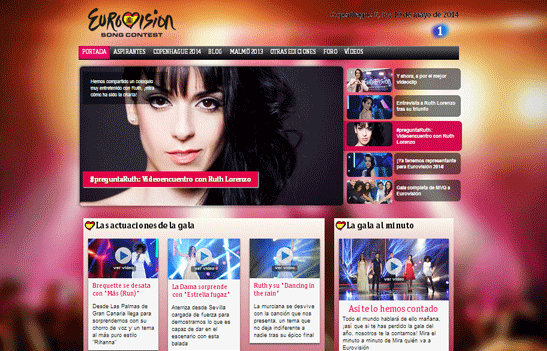 EUROVISION
SONG CONTEST
de mayo de 2014
1
PORTADA ASPIRANTES COPENHAGUE 2014 BLOG MALMÖ 2013 OTRAS EDICIONES FORO VÍDEOS
Hemos compartido un coloquio
muy entretenido con Ruth, ¡mira
cómo ha sido la charla!
#preguntaRuth: Videoencuentro con Ruth Lorenzo
Y ahora, a por el mejor
videoclip
Entrevista a Ruth Lorenzo
tras su triunfo
#preguntaRuth:
Videoencuentro con Ruth
Lorenzo
¡Ya tenemos representante
para Eurovisión 2014!
Gala completa de MVQ a
Eurovisión
Las actuaciones de la gala
ver vídeo
Brequette se desata
con "Más (Run)"
Desde Las Palmas de
Gran Canaria llega para
sorprendernos con su
chorro de voz y un tema
al más puro estilo
"Rihanna"
ver vídeo
La Dama sorprende
con "Estrella fugaz"
Aterriza desde Sevilla
cargada de fuerza para
demostrarnos lo que es
capaz de dar en el
escenario con esta
balada
ver vídeo
Ruth y su "Dancing in
the rain"
La murciana se desvive
con la canción que nos
presenta, un tema que
no deja indiferente a
nadie tras su épico final
La gala al minuto
ver vídeo
Así te lo hemos contado
Todo el mundo hablará de ello mañana,
¡así que si te has perdido la gala del
año, nosotros te la contamos! Mira el
minuto a minuto de Mira quién va a
Eurovisión